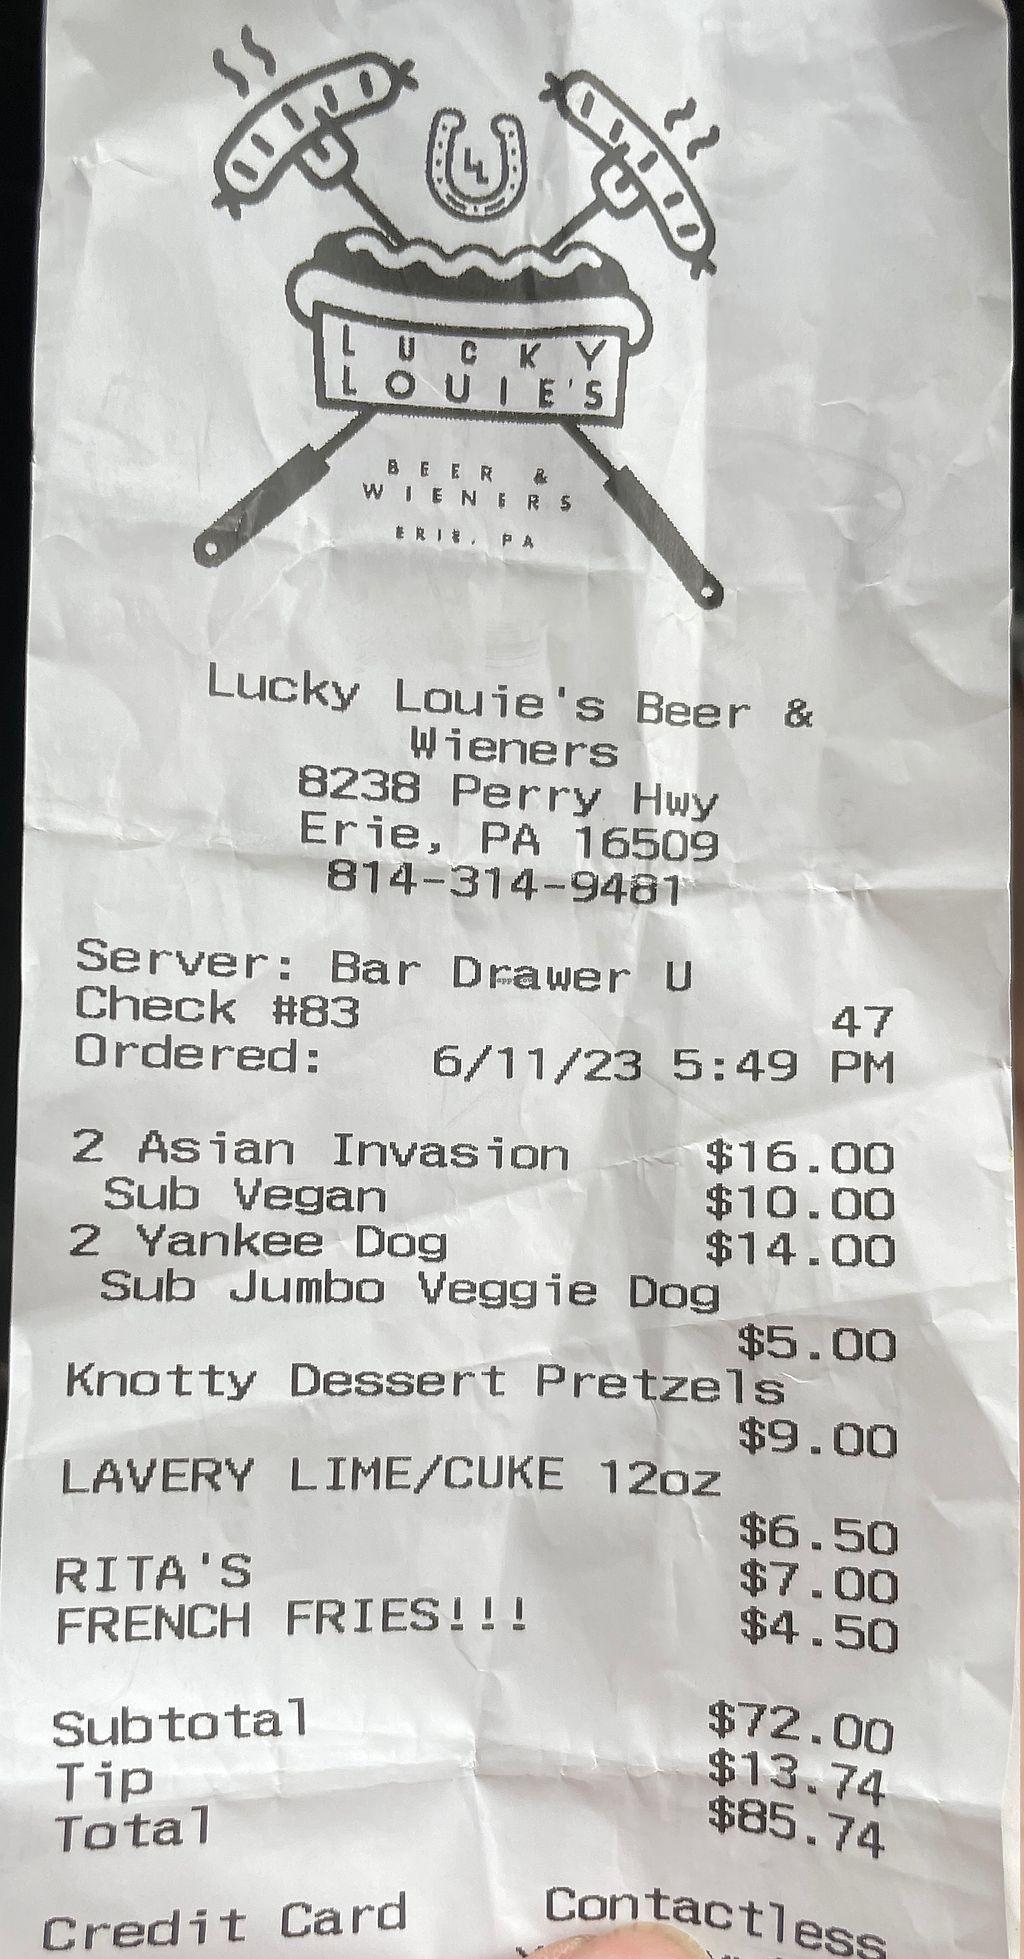 LL
LUCKY
LOUIE'S
BEER &
WIENERS
ERIE, PA
Lucky Louie's Beer &
Wieners
8238 Perry Hwy
Erie, PA 16509
814-314-9481
Server: Bar Drawer U
Check #83 47
Ordered: 6/11/23 5:49 PM
2 Asian Invasion $16.00
Sub Vegan $10.00
2 Yankee Dog $14.00
Sub Jumbo Veggie Dog
$5.00
Knotty Dessert Pretzels
$9.00
LAVERY LIME/CUKE 12oz
$6.50
RITA'S $7.00
FRENCH FRIES!!! $4.50
Subtotal $72.00
Tip $13.74
Total $85.74
Credit Card Contactless